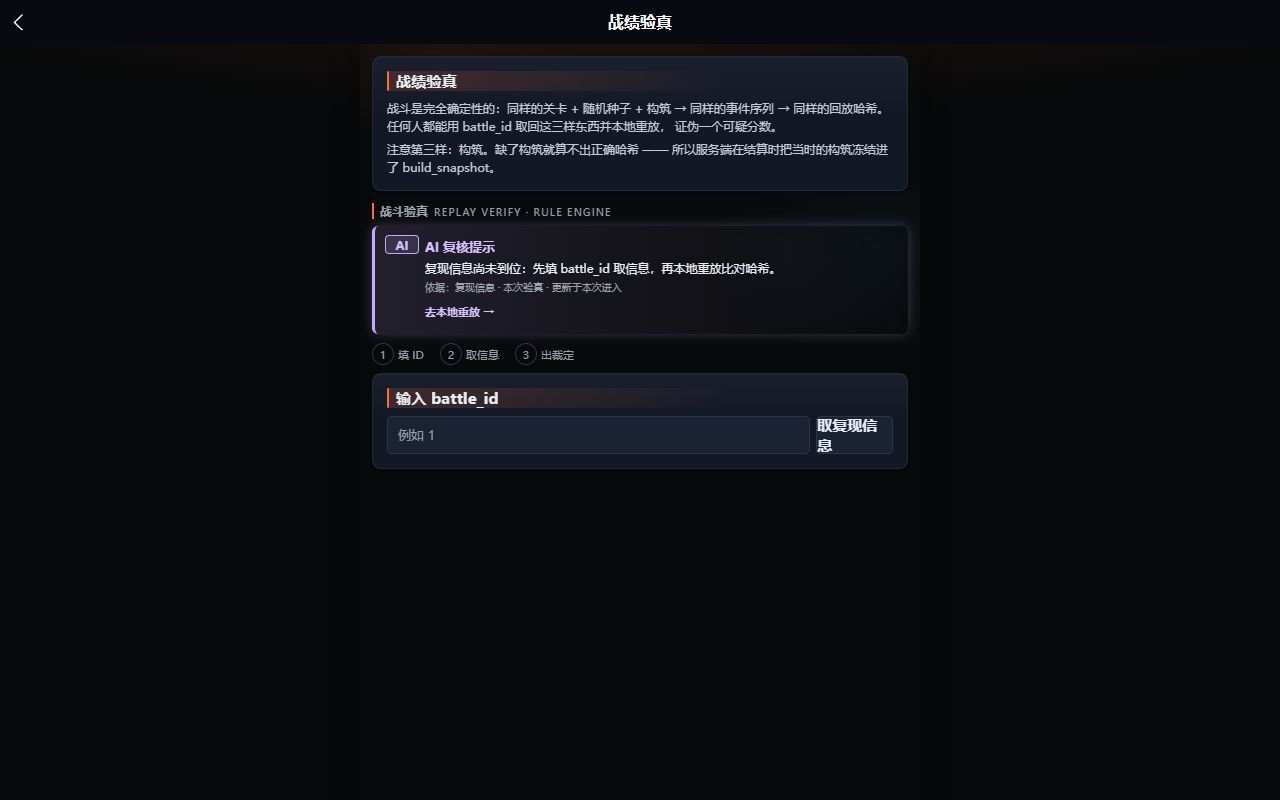 战绩验真
战绩验真
战斗是完全确定性的：同样的关卡 + 随机种子 + 构筑 → 同样的事件序列 → 同样的回放哈希。
任何人都能用 battle_id 取回这三样东西并本地重放， 证伪一个可疑分数。
注意第三样：构筑。缺了构筑就算不出正确哈希 —— 所以服务端在结算时把当时的构筑冻结进
了 build_snapshot。
战斗验真 REPLAY VERIFY · RULE ENGINE
AI AI 复核提示
复现信息尚未到位：先填 battle_id 取信息，再本地重放比对哈希。
依据：复现信息 · 本次验真 · 更新于本次进入
去本地重放 →
1 填 ID 2 取信息 3 出裁定
输入 battle_id
例如 1
取复现信
息